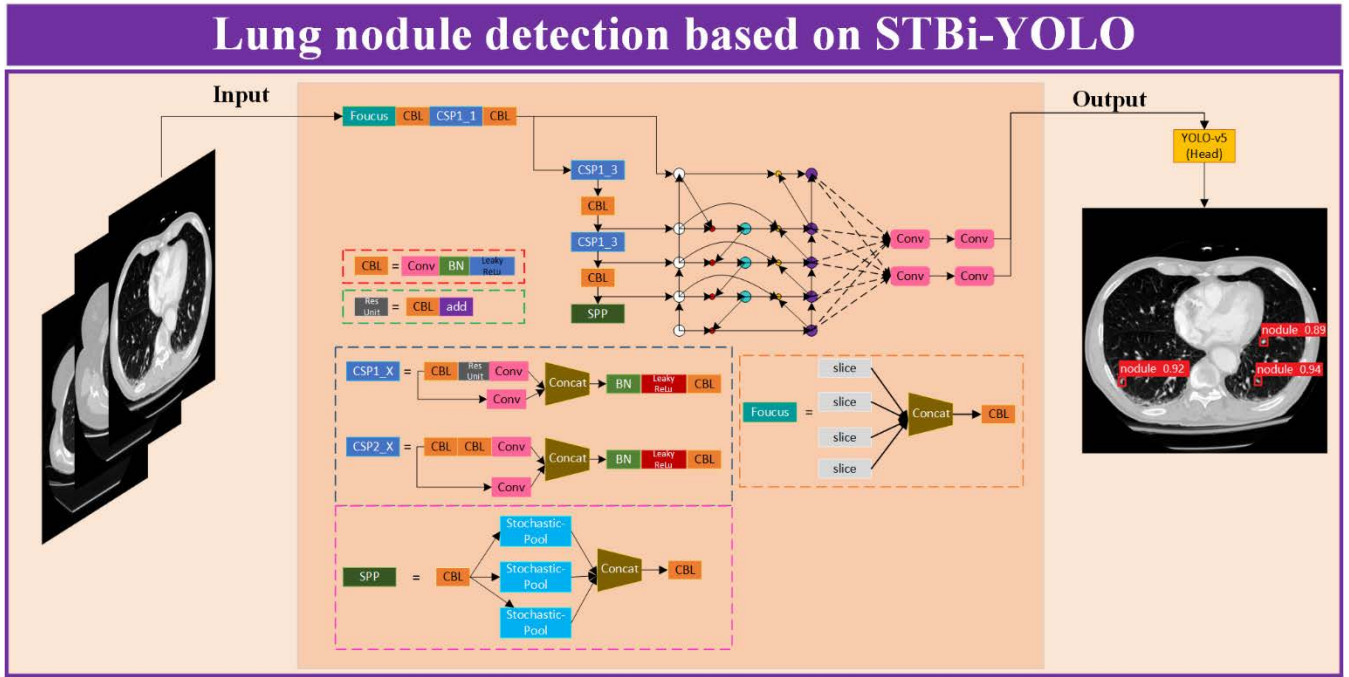 Lung nodule detection based on STBi-YOLO
Input
Output
Foucus CBL CSP1_1 CBL
YOLO-v5
(Head)
CSP1_3
CBL
CSP1_3
CBL
SPP
Conv Conv
Conv Conv
CBL = Conv BN Leaky
Relu
Res
Unit = CBL add
nodule 0.89
nodule 0.92
nodule 0.94
CSP1_X = CBL Res
Unit Conv
Conv
Concat
BN Leaky
ReLu CBL
CSP2_X = CBL CBL Conv
Conv
Concat
BN Leaky
ReLu CBL
Foucus =
slice
slice
slice
slice
Concat
CBL
SPP = CBL
Stochastic-
Pool
Stochastic-
Pool
Stochastic-
Pool
Concat
CBL